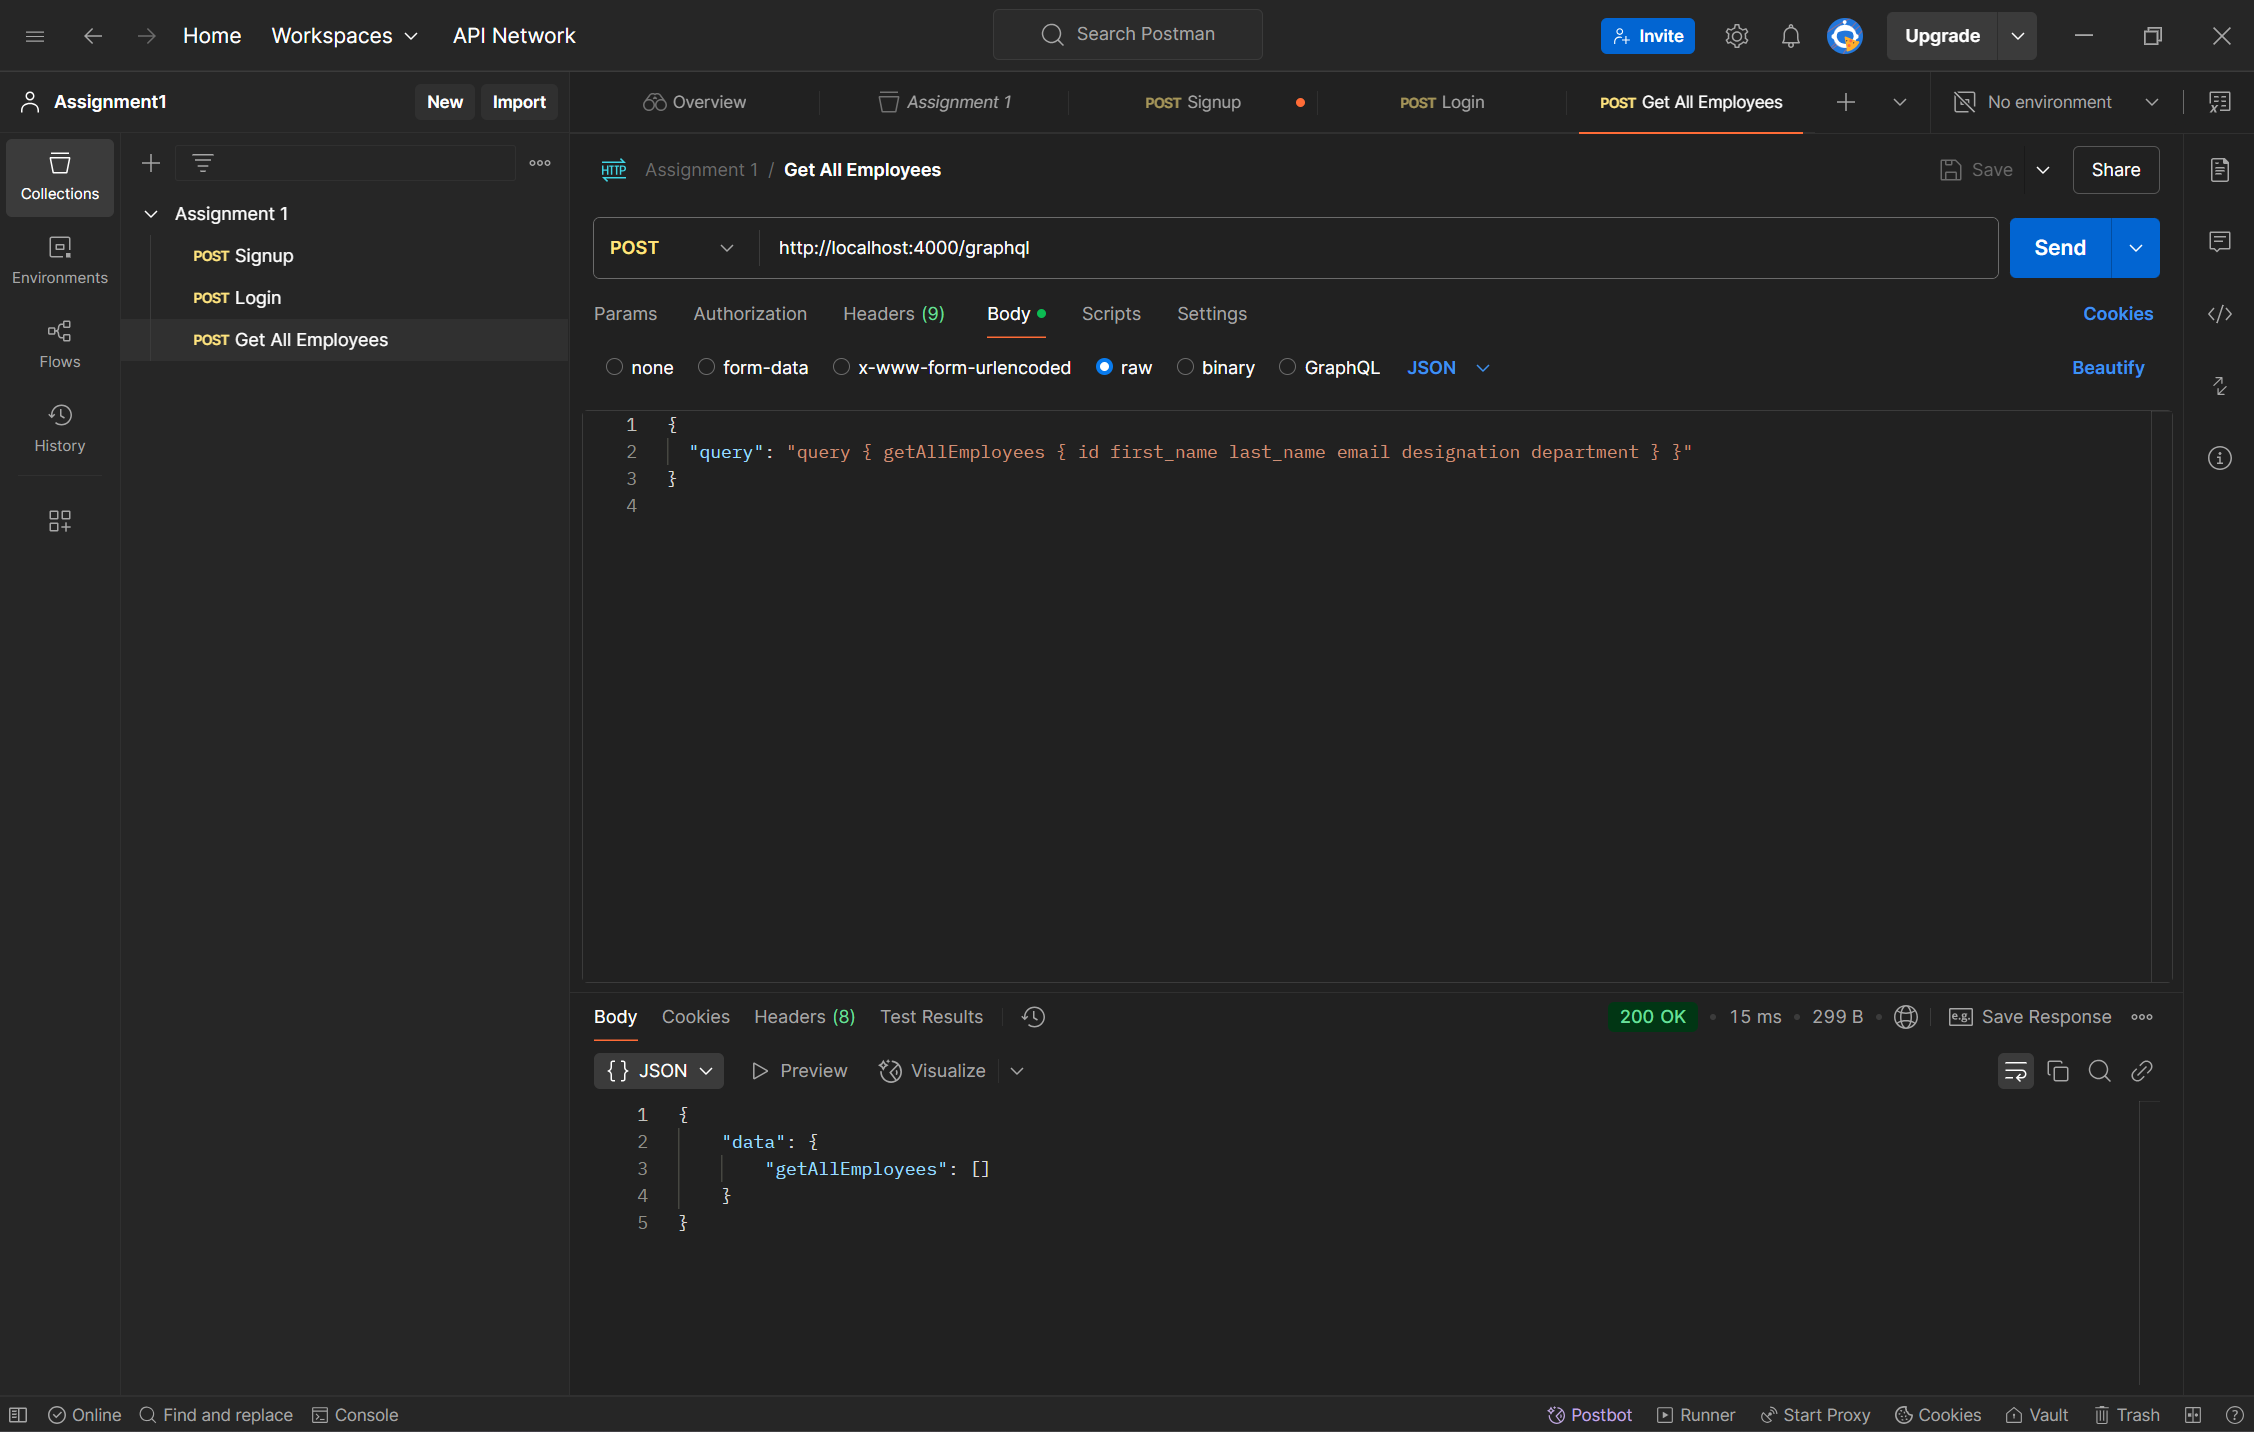 Home Workspaces API Network Search Postman Invite Upgrade
Assignment1 New Import Overview Assignment 1 POST Signup POST Login POST Get All Employees No environment
Collections
Environments
Flows
History
Assignment 1
POST Signup
POST Login
POST Get All Employees
HTTP Assignment 1 / Get All Employees Save Share
POST http://localhost:4000/graphql Send
Params Authorization Headers (9) Body Scripts Settings Cookies
none form-data x-www-form-urlencoded raw binary GraphQL JSON Beautify
1 {
2 "query": "query { getAllEmployees { id first_name last_name email designation department } }"
3 }
4
Body Cookies Headers (8) Test Results 200 OK • 15 ms • 299 B • e.g. Save Response
{} JSON Preview Visualize
1 {
2 "data": {
3 "getAllEmployees": []
4 }
5 }
Online Find and replace Console Postbot Runner Start Proxy Cookies Vault Trash